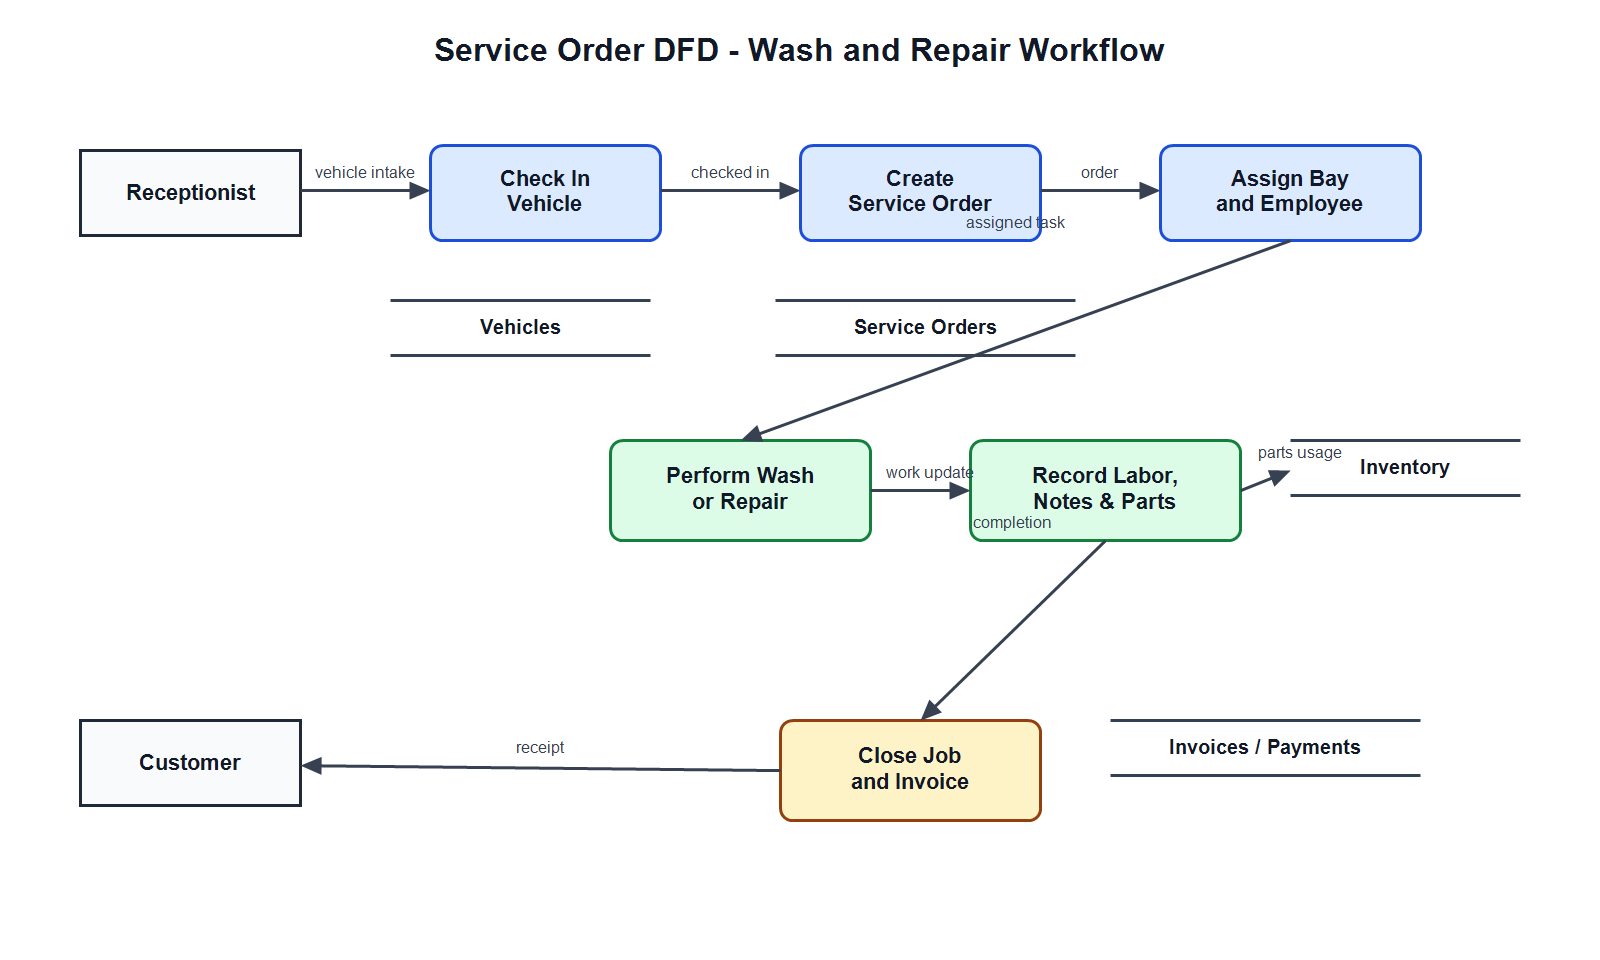 Service Order DFD - Wash and Repair Workflow
Receptionist
vehicle intake
Check In
Vehicle
checked in
Create
Service Order
assigned task
order
Assign Bay
and Employee
Vehicles
Service Orders
Perform Wash
or Repair
work update
Record Labor,
Notes & Parts
completion
parts usage
Inventory
Customer
receipt
Close Job
and Invoice
Invoices / Payments